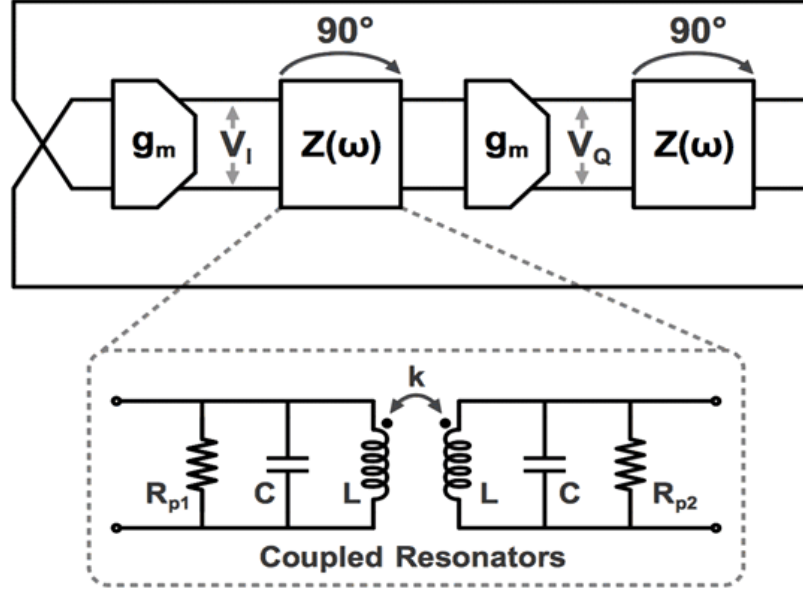 90° 90°
gm VI Z(ω) gm VQ Z(ω)
k
Rp1 C L L C Rp2
Coupled Resonators